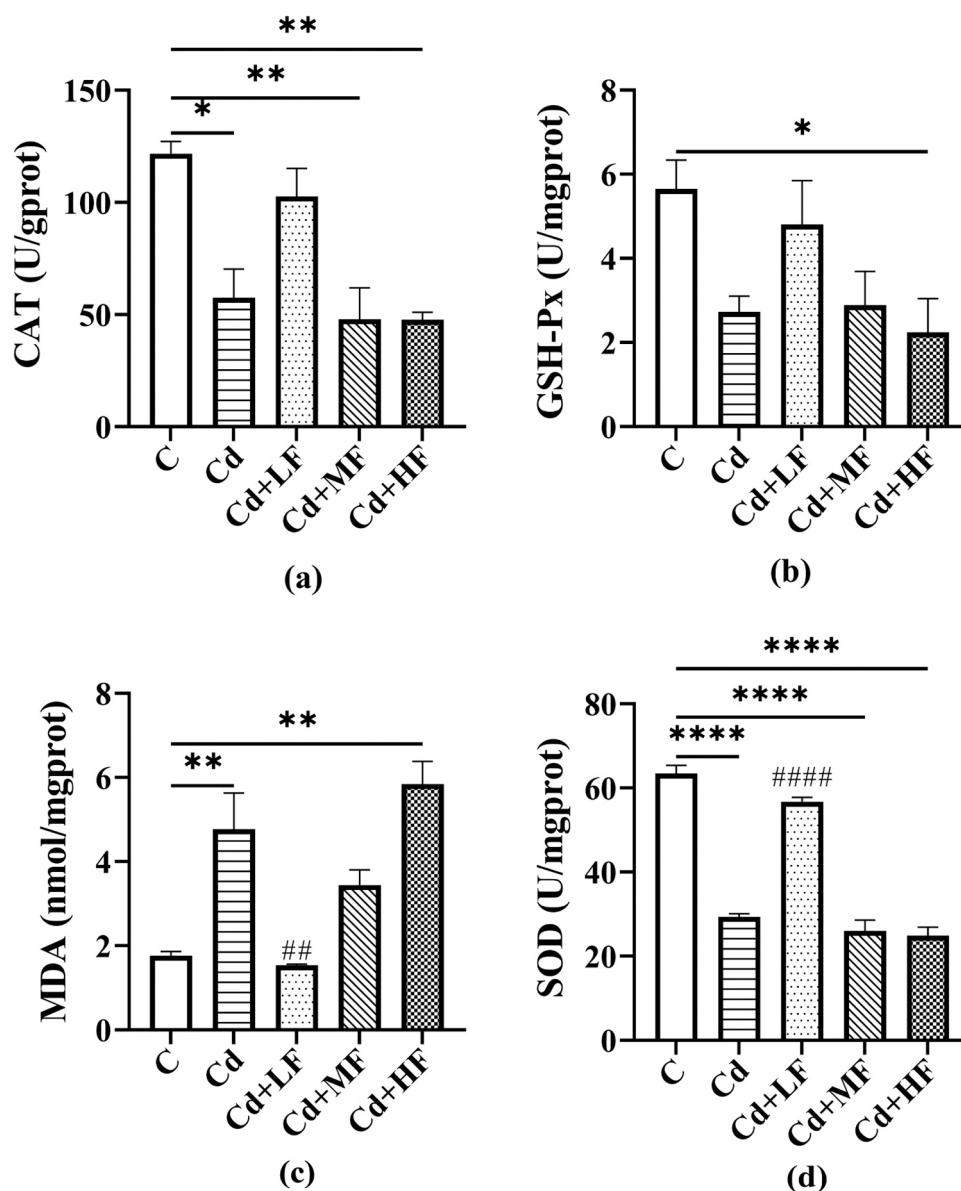 **
**
*
CAT (U/gprot)
150
100
50
0
C
Cd
Cd+LF
Cd+MF
Cd+HF
(a)
*
GSH-Px (U/mgprot)
8
6
4
2
0
C
Cd
Cd+LF
Cd+MF
Cd+HF
(b)
**
**
##
MDA (nmol/mgprot)
8
6
4
2
0
C
Cd
Cd+LF
Cd+MF
Cd+HF
(c)
****
****
****
####
SOD (U/mgprot)
80
60
40
20
0
C
Cd
Cd+LF
Cd+MF
Cd+HF
(d)